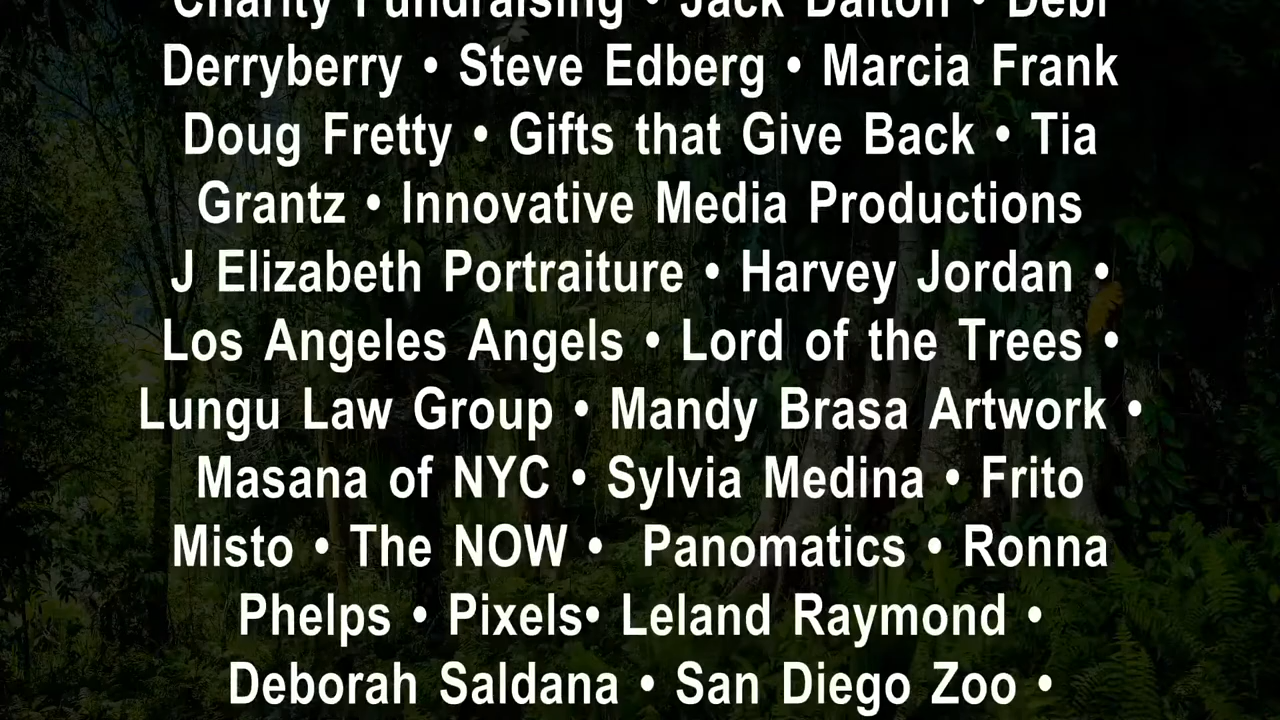 Charity Fundraising • Jack Dalton • Debi
Derryberry • Steve Edberg • Marcia Frank
Doug Fretty • Gifts that Give Back • Tia
Grantz • Innovative Media Productions
J Elizabeth Portraiture • Harvey Jordan •
Los Angeles Angels • Lord of the Trees •
Lungu Law Group • Mandy Brasa Artwork •
Masana of NYC • Sylvia Medina • Frito
Misto • The NOW • Panomatics • Ronna
Phelps • Pixels• Leland Raymond •
Deborah Saldana • San Diego Zoo •